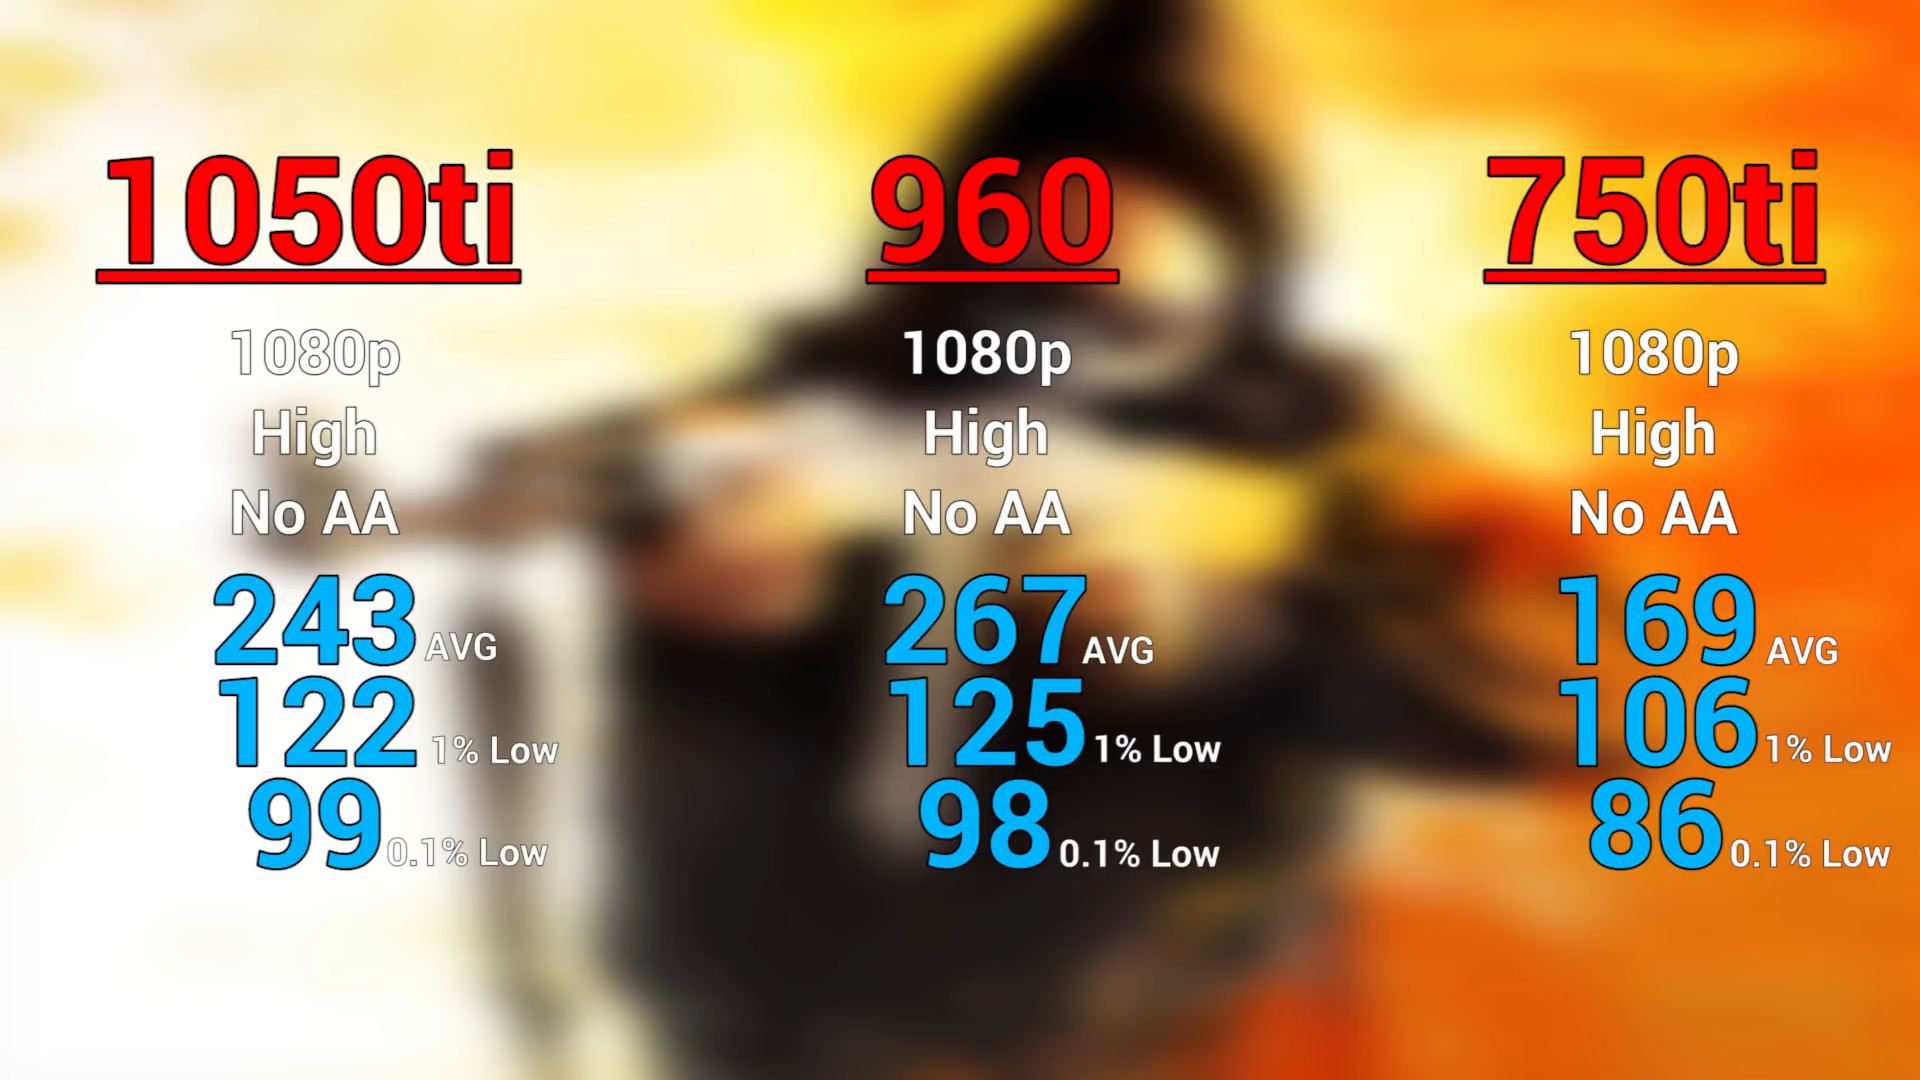 1050ti
1080p
High
No AA
243 AVG
122 1% Low
99 0.1% Low
960
1080p
High
No AA
267 AVG
125 1% Low
98 0.1% Low
750ti
1080p
High
No AA
169 AVG
106 1% Low
86 0.1% Low